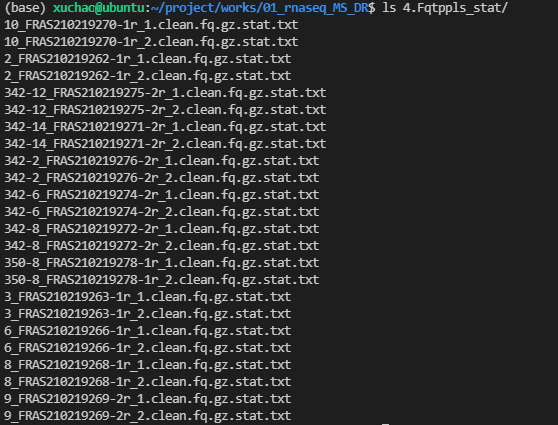 (base) xuchao@ubuntu:~/project/works/01_rnaseq_MS_DR$ ls 4.Fqtppls_stat/
10_FRAS210219270-1r_1.clean.fq.gz.stat.txt
10_FRAS210219270-1r_2.clean.fq.gz.stat.txt
2_FRAS210219262-1r_1.clean.fq.gz.stat.txt
2_FRAS210219262-1r_2.clean.fq.gz.stat.txt
342-12_FRAS210219275-2r_1.clean.fq.gz.stat.txt
342-12_FRAS210219275-2r_2.clean.fq.gz.stat.txt
342-14_FRAS210219271-2r_1.clean.fq.gz.stat.txt
342-14_FRAS210219271-2r_2.clean.fq.gz.stat.txt
342-2_FRAS210219276-2r_1.clean.fq.gz.stat.txt
342-2_FRAS210219276-2r_2.clean.fq.gz.stat.txt
342-6_FRAS210219274-2r_1.clean.fq.gz.stat.txt
342-6_FRAS210219274-2r_2.clean.fq.gz.stat.txt
342-8_FRAS210219272-2r_1.clean.fq.gz.stat.txt
342-8_FRAS210219272-2r_2.clean.fq.gz.stat.txt
350-8_FRAS210219278-1r_1.clean.fq.gz.stat.txt
350-8_FRAS210219278-1r_2.clean.fq.gz.stat.txt
3_FRAS210219263-1r_1.clean.fq.gz.stat.txt
3_FRAS210219263-1r_2.clean.fq.gz.stat.txt
6_FRAS210219266-1r_1.clean.fq.gz.stat.txt
6_FRAS210219266-1r_2.clean.fq.gz.stat.txt
8_FRAS210219268-1r_1.clean.fq.gz.stat.txt
8_FRAS210219268-1r_2.clean.fq.gz.stat.txt
9_FRAS210219269-2r_1.clean.fq.gz.stat.txt
9_FRAS210219269-2r_2.clean.fq.gz.stat.txt